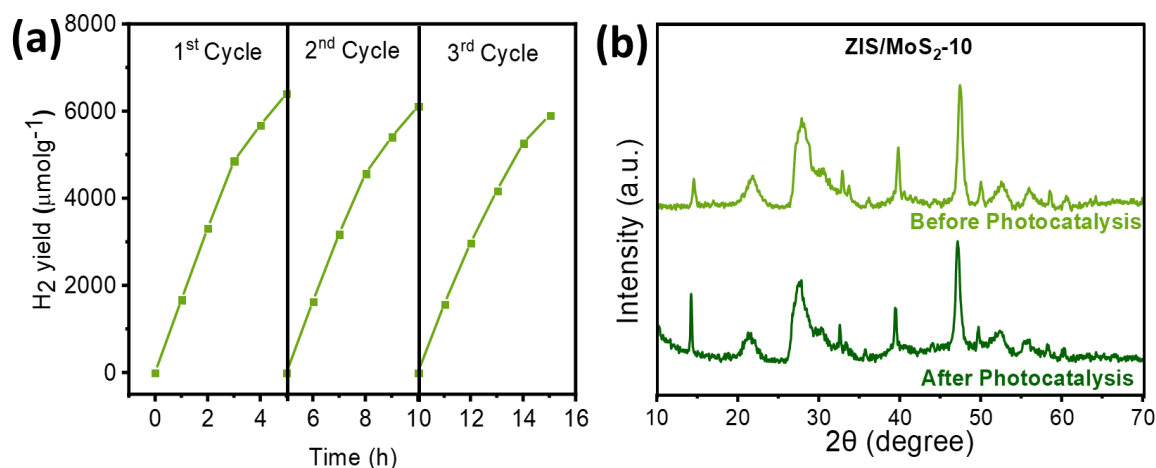 (a)
1st Cycle
2nd Cycle
3rd Cycle
H2 yield (μmolg-1)
8000
6000
4000
2000
0
0 2 4 6 8 10 12 14 16
Time (h)
(b)
ZIS/MoS2-10
Before Photocatalysis
After Photocatalysis
Intensity (a.u.)
10 20 30 40 50 60 70
2θ (degree)